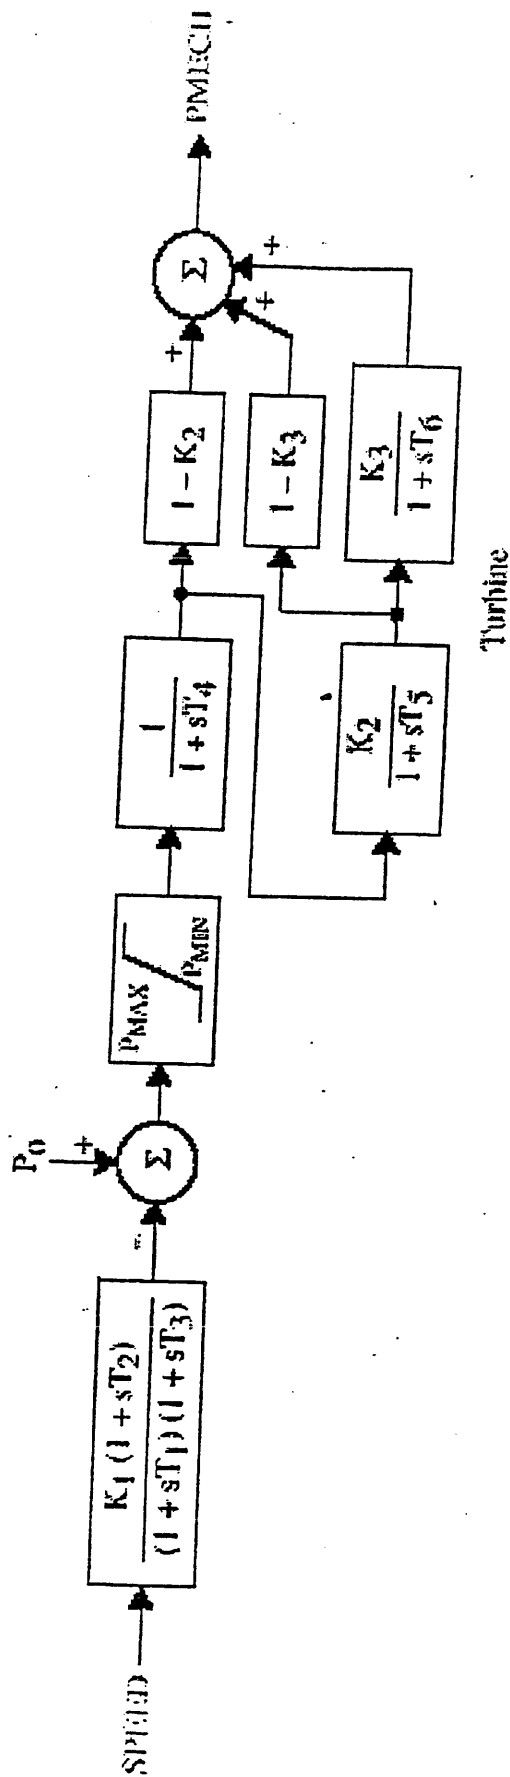 SPEED
K1 (1 + sT2)
(1 + sT1) (1 + sT3)
-
Σ
P0
+
PMAX
PMIN
1
1 + sT4
1 – K2
+
K2
1 + sT5
1 – K3
+
K3
1 + sT6
+
Σ
PMECH
Turbine